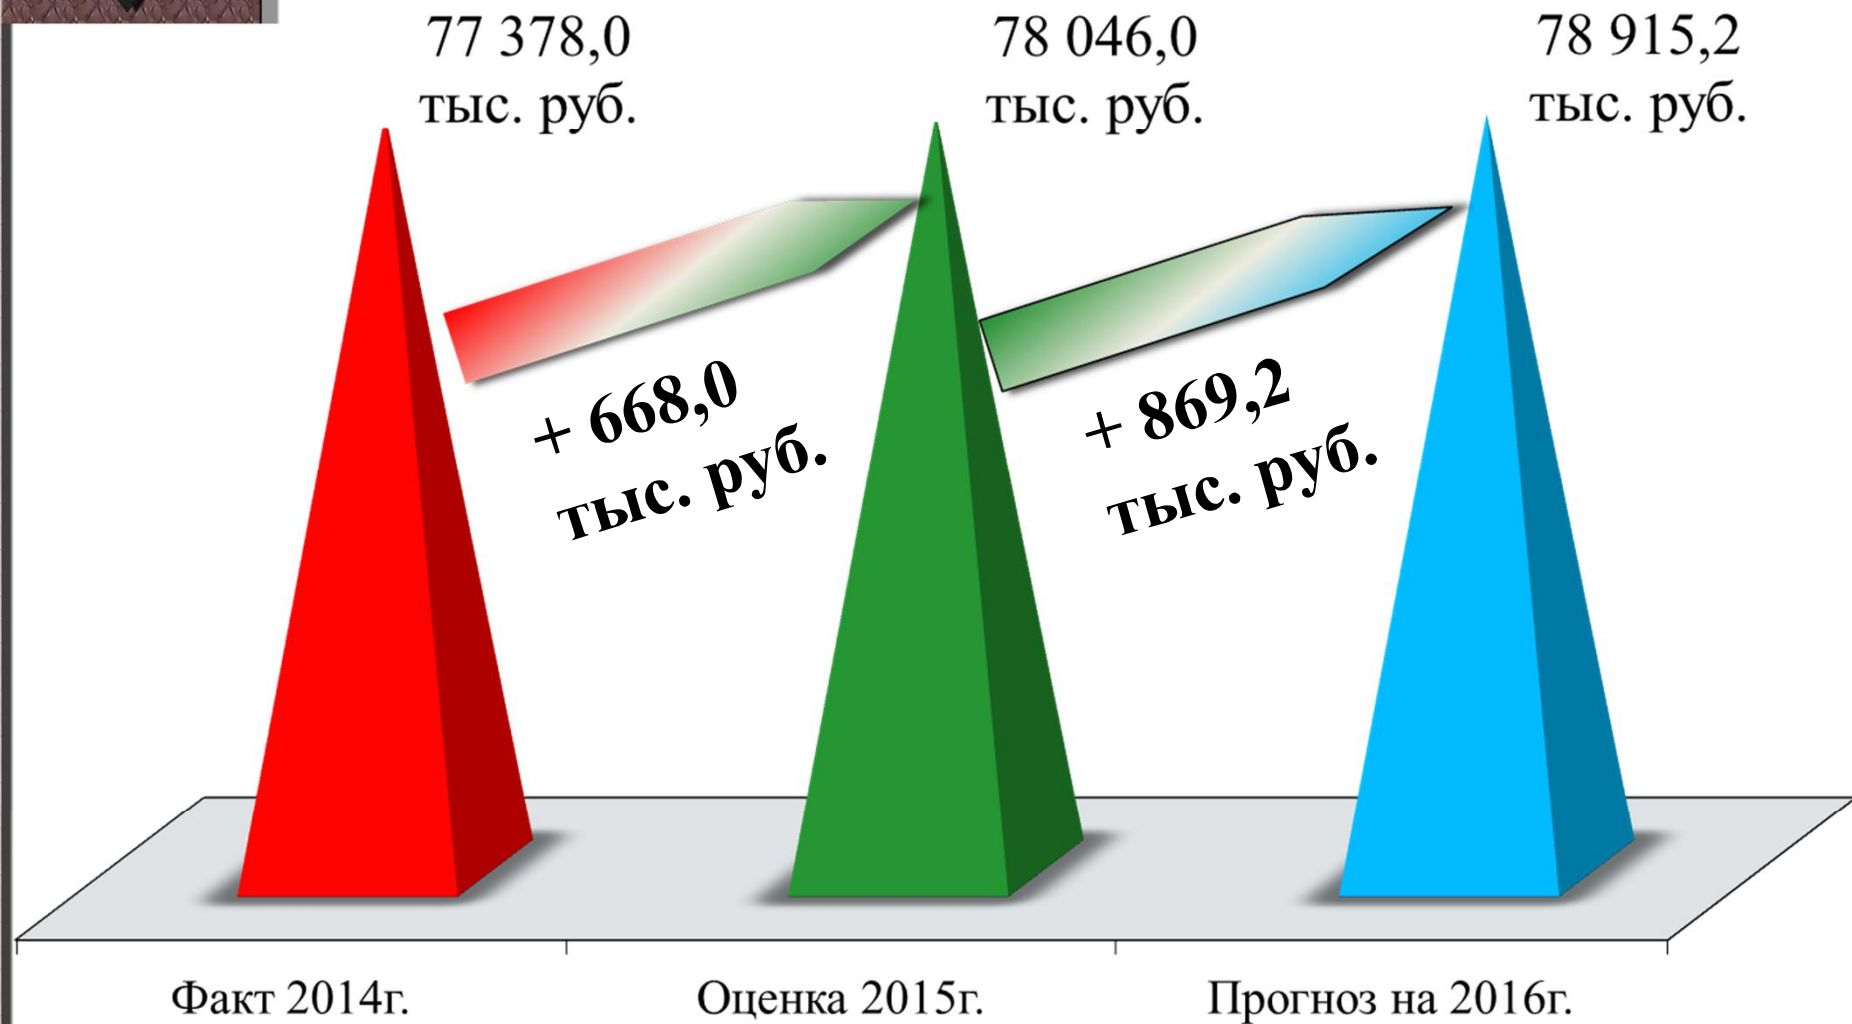 77 378,0
тыс. руб.
78 046,0
тыс. руб.
78 915,2
тыс. руб.
+ 668,0
тыс. руб.
+ 869,2
тыс. руб.
Факт 2014г.
Оценка 2015г.
Прогноз на 2016г.